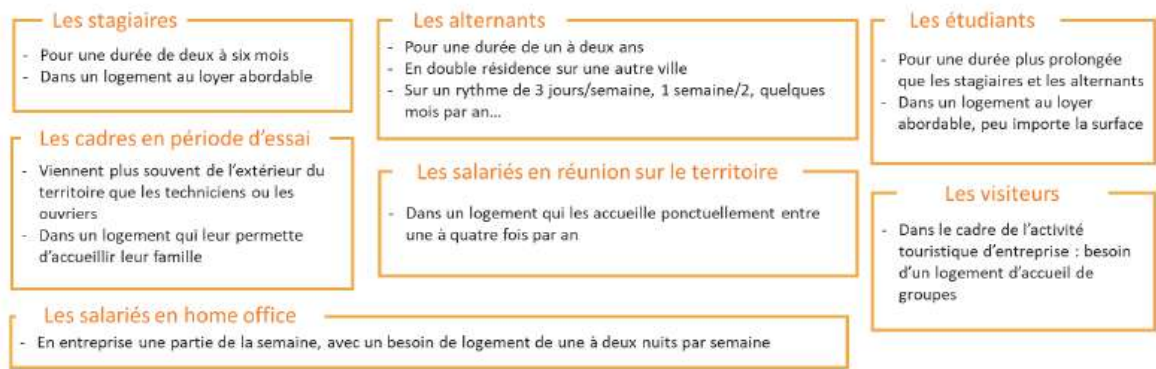 Les stagiaires
- Pour une durée de deux à six mois
- Dans un logement au loyer abordable
Les alternants
- Pour une durée de un à deux ans
- En double résidence sur une autre ville
- Sur un rythme de 3 jours/semaine, 1 semaine/2, quelques
mois par an...
Les étudiants
- Pour une durée plus prolongée
que les stagiaires et les alternants
- Dans un logement au loyer
abordable, peu importe la surface
Les cadres en période d'essai
- Viennent plus souvent de l'extérieur du
territoire que les techniciens ou les
ouvriers
- Dans un logement qui leur permette
d'accueillir leur famille
Les salariés en réunion sur le territoire
- Dans un logement qui les accueille ponctuellement entre
une à quatre fois par an
Les visiteurs
- Dans le cadre de l'activité
touristique d'entreprise : besoin
d'un logement d'accueil de
groupes
Les salariés en home office
- En entreprise une partie de la semaine, avec un besoin de logement de une à deux nuits par semaine